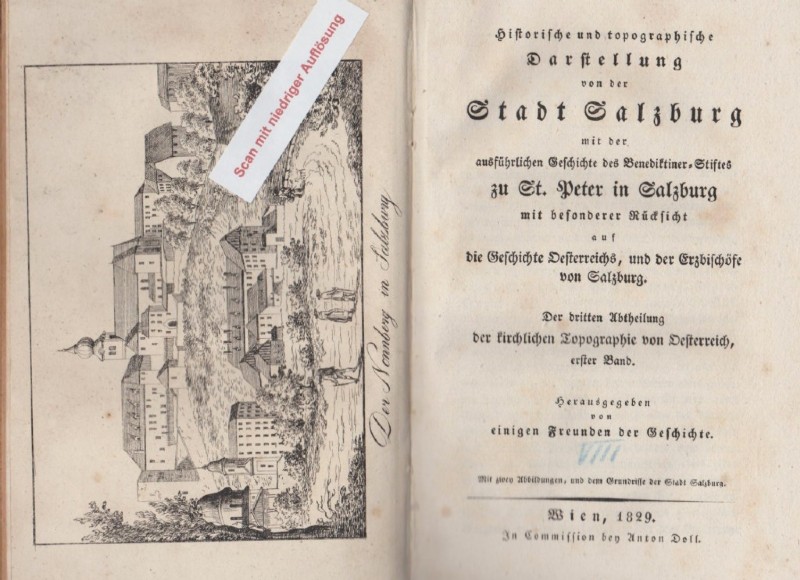 Scan mit niedriger Auflösung
Der Nonnberg in Salzburg
Historische und topographische
Darstellung
von der
Stadt Salzburg
mit der
ausführlichen Geschichte des Benediktiner-Stiftes
zu St. Peter in Salzburg
mit besonderer Rücksicht
auf
die Geschichte Oesterreichs, und der Erzbischöfe
von Salzburg.
Der dritten Abtheilung
der kirchlichen Topographie von Oesterreich,
erster Band.
Herausgegeben
von
einigen Freunden der Geschichte.
VIII
Mit zwey Abbildungen, und dem Grundrisse der Stadt Salzburg.
Wien, 1829.
In Commission bey Anton Doll.